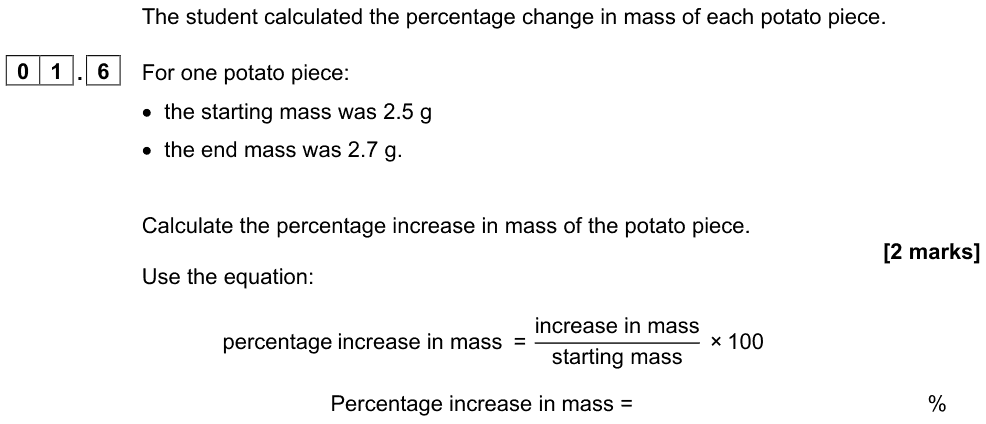 The student calculated the percentage change in mass of each potato piece.
0 1 . 6 For one potato piece:
• the starting mass was 2.5 g
• the end mass was 2.7 g.
Calculate the percentage increase in mass of the potato piece.
[2 marks]
Use the equation:
percentage increase in mass = increase in mass / starting mass × 100
Percentage increase in mass = %